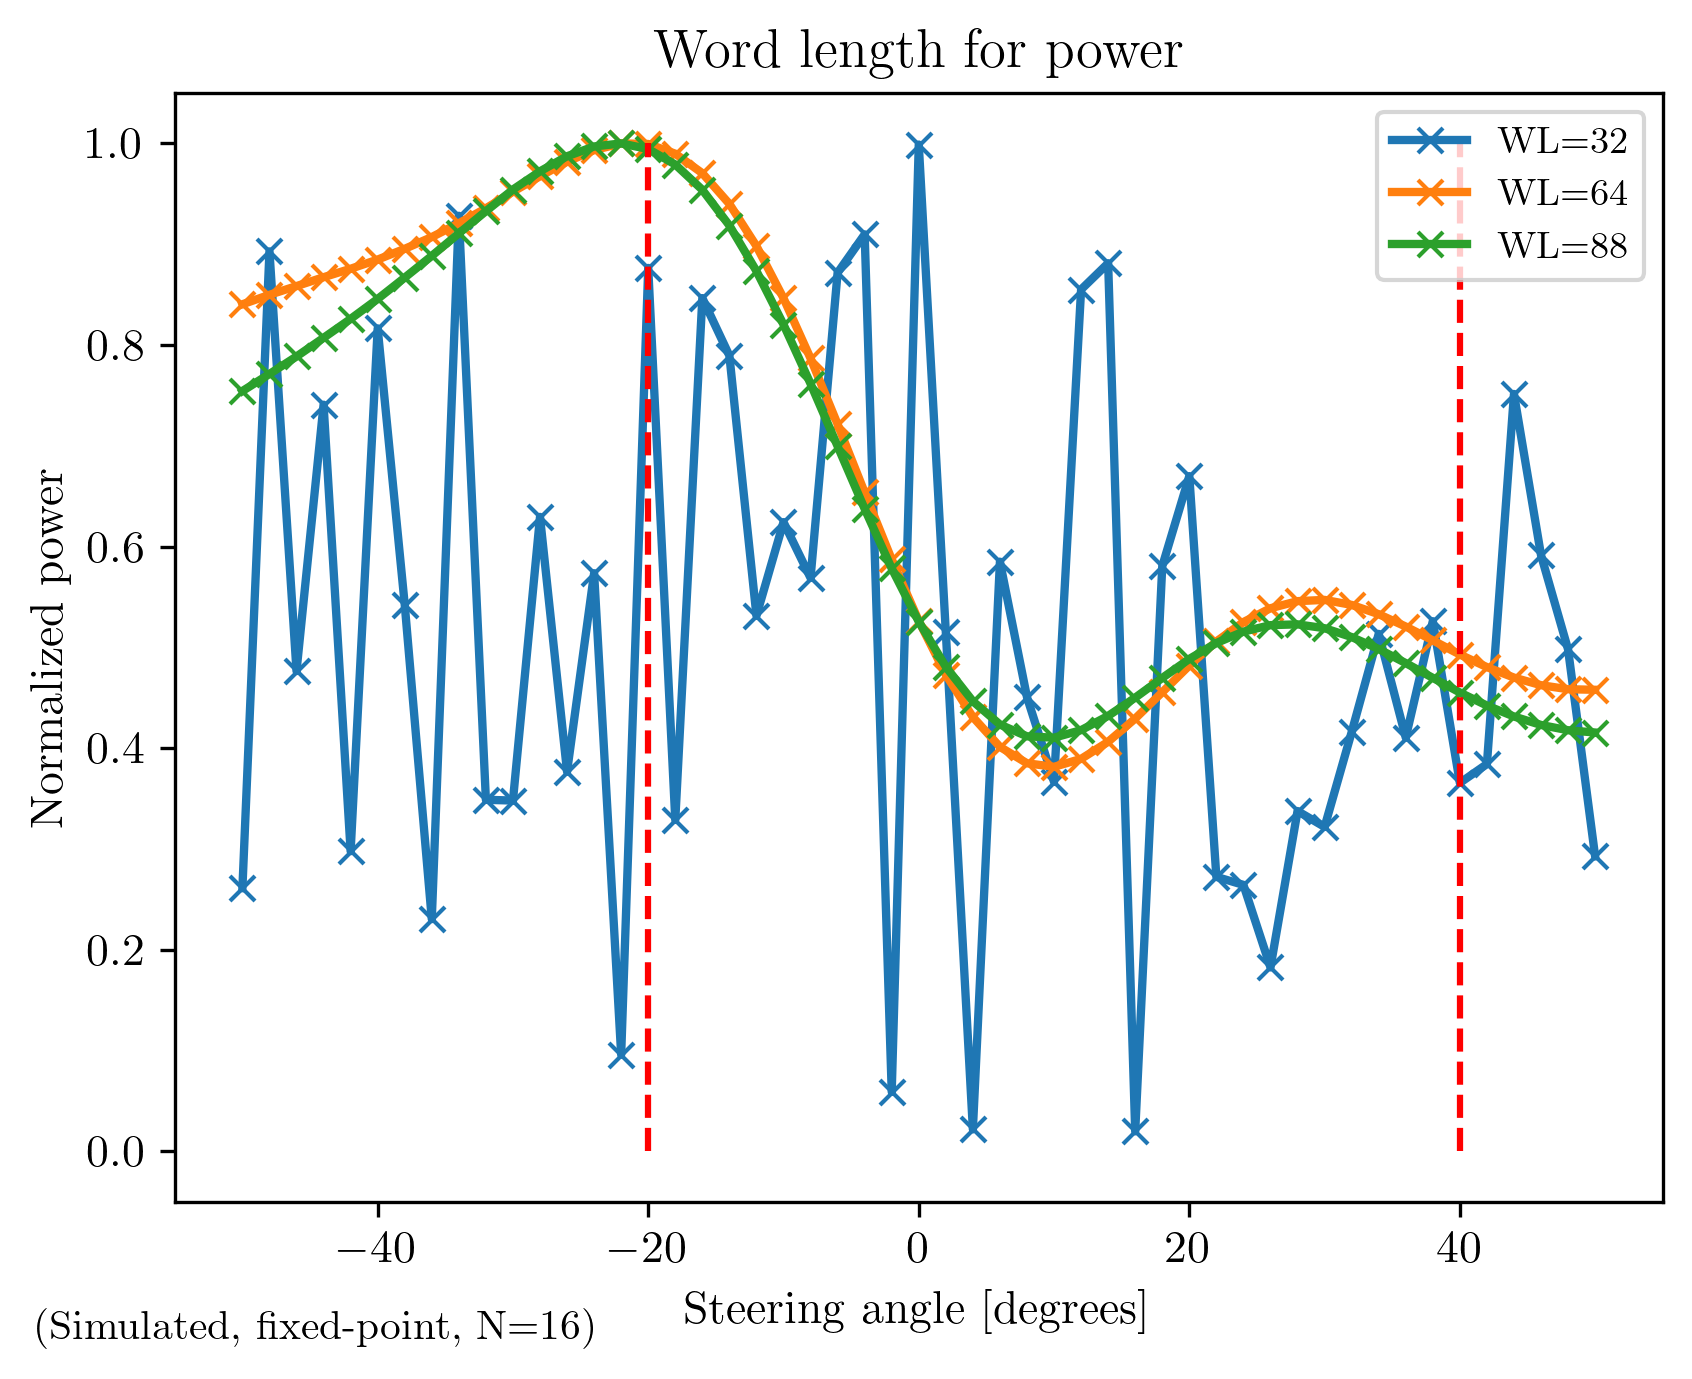 Word length for power
WL=32
WL=64
WL=88
1.0
0.8
0.6
0.4
0.2
0.0
Normalized power
−40
−20
0
20
40
Steering angle [degrees]
(Simulated, fixed-point, N=16)